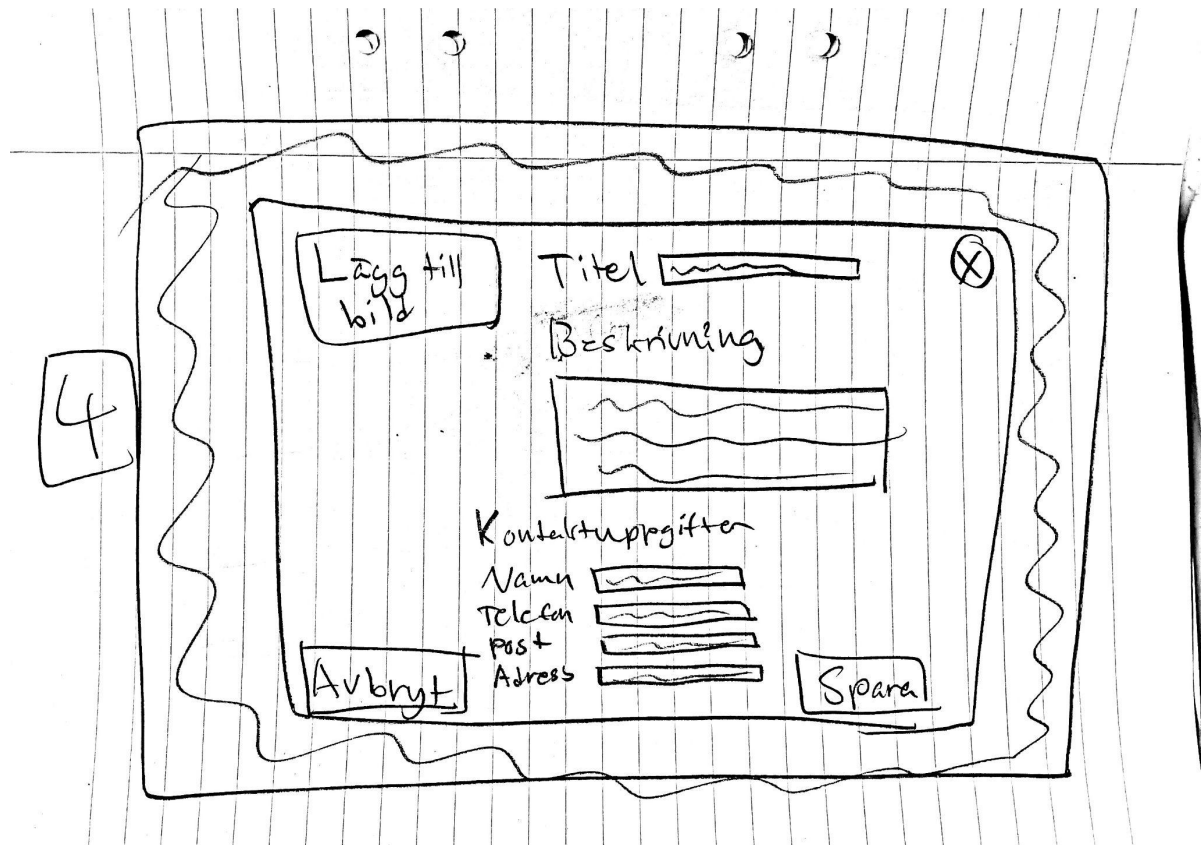 4
Lägg till
bild
Titel
X
Beskrivning
Kontaktuppgifter
Namn
Telefon
post
Adress
Avbryt
Spara